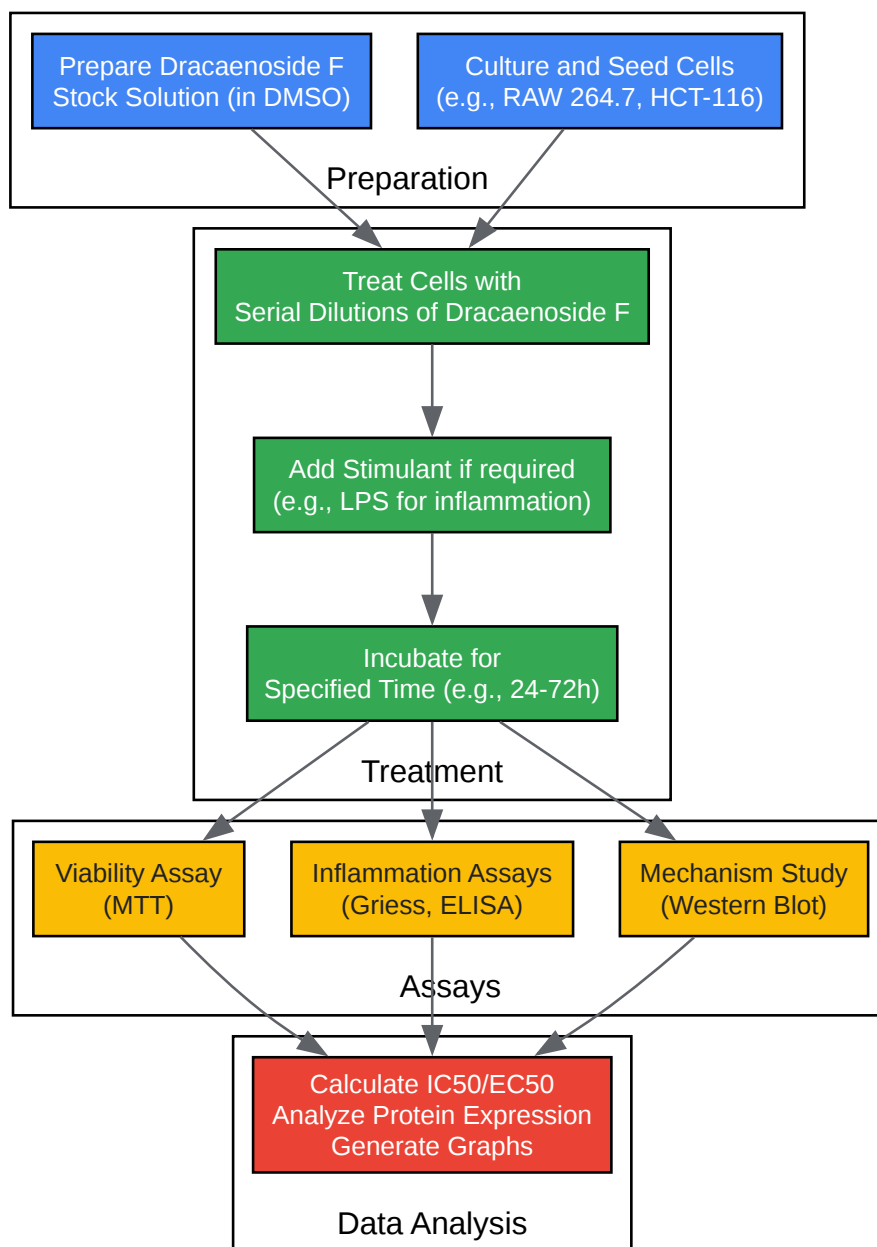 Prepare Dracaenoside F
Stock Solution (in DMSO)
Culture and Seed Cells
(e.g., RAW 264.7, HCT-116)
Preparation
Treat Cells with
Serial Dilutions of Dracaenoside F
Add Stimulant if required
(e.g., LPS for inflammation)
Incubate for
Specified Time (e.g., 24-72h)
Treatment
Viability Assay
(MTT)
Inflammation Assays
(Griess, ELISA)
Mechanism Study
(Western Blot)
Assays
Calculate IC50/EC50
Analyze Protein Expression
Generate Graphs
Data Analysis